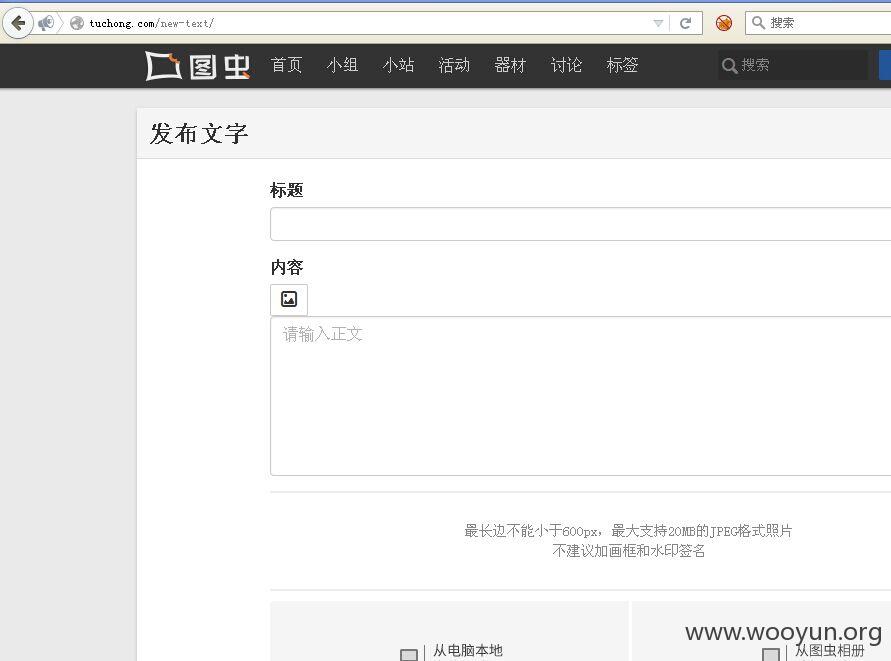 tuchong.com/new-text/
搜索
图虫 首页 小组 小站 活动 器材 讨论 标签 搜索
发布文字
标题
内容
请输入正文
最长边不能小于600px，最大支持20MB的JPEG格式照片
不建议加画框和水印签名
www.wooyun.org
从电脑本地 从图虫相册